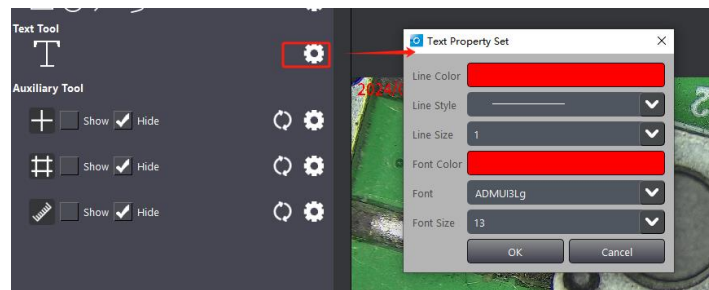 Text Tool
T
Auxiliary Tool
Show Hide
Show Hide
Show Hide
Text Property Set
Line Color
Line Style
Line Size 1
Font Color
Font ADMUI3Lg
Font Size 13
OK Cancel